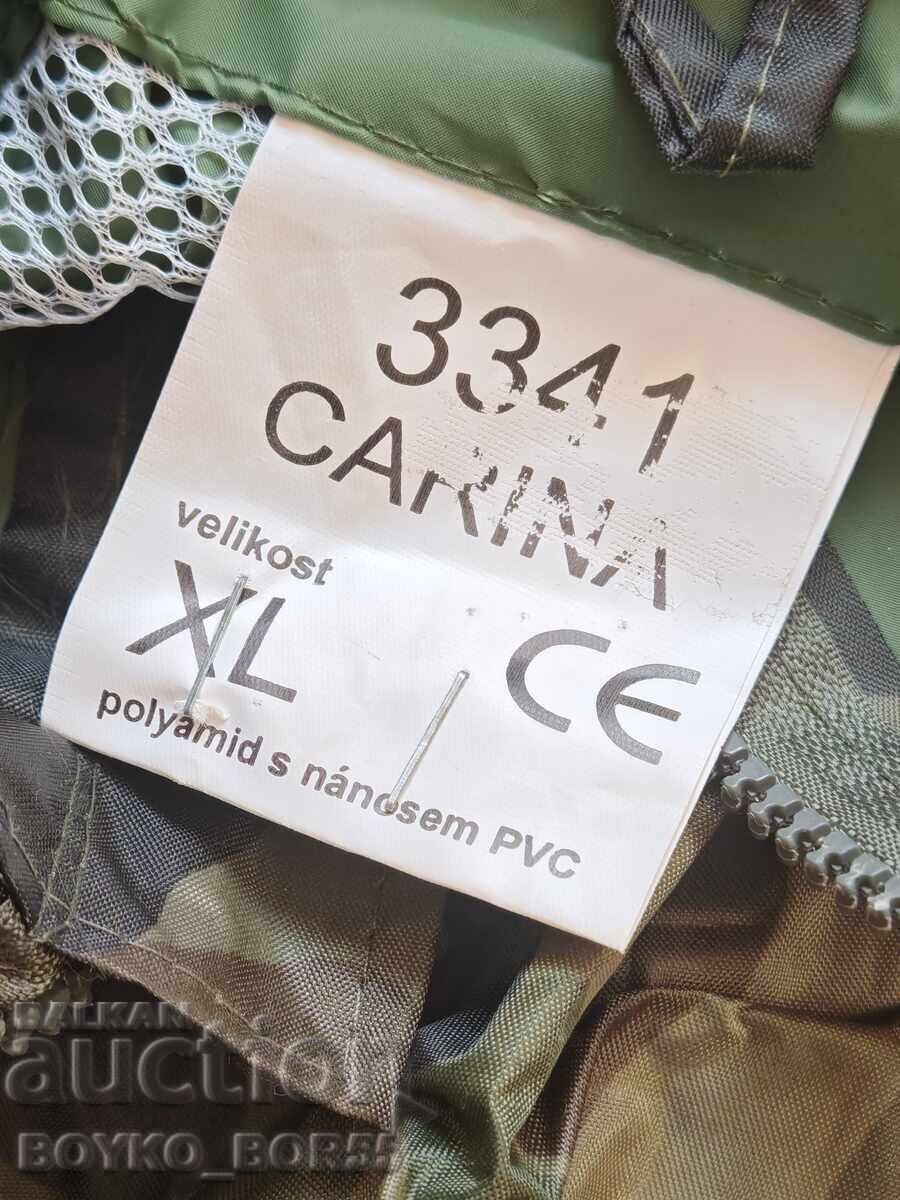 3341
CARINA
velikost
XL CE
polyamid s nánosem PVC
BALKAN
auction
BOYKO_BOR55